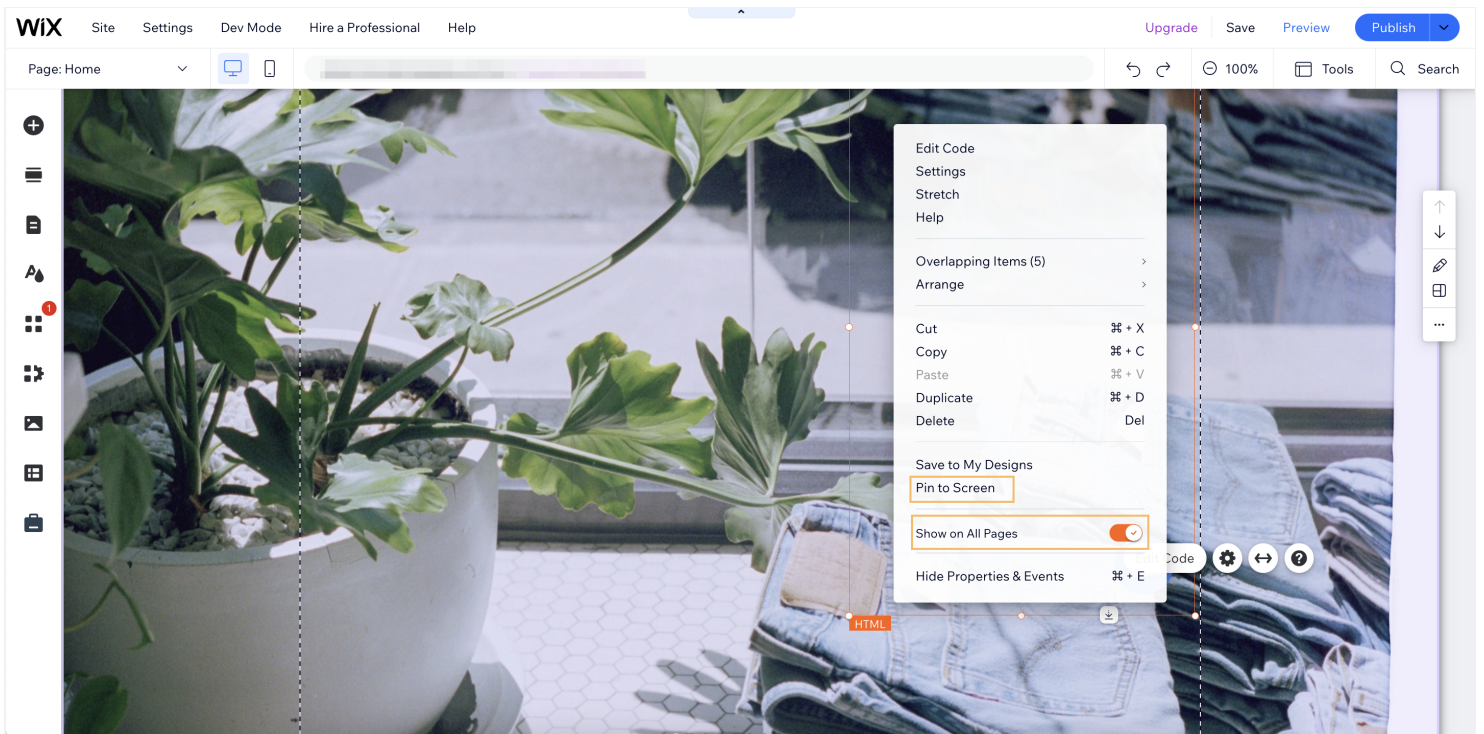 WiX Site Settings Dev Mode Hire a Professional Help Upgrade Save Preview Publish
Page: Home 100% Tools Search
1
Edit Code
Settings
Stretch
Help
Overlapping Items (5)
Arrange
Cut ⌘ + X
Copy ⌘ + C
Paste ⌘ + V
Duplicate ⌘ + D
Delete Del
Save to My Designs
Pin to Screen
Show on All Pages
Edit Code
Hide Properties & Events ⌘ + E
HTML